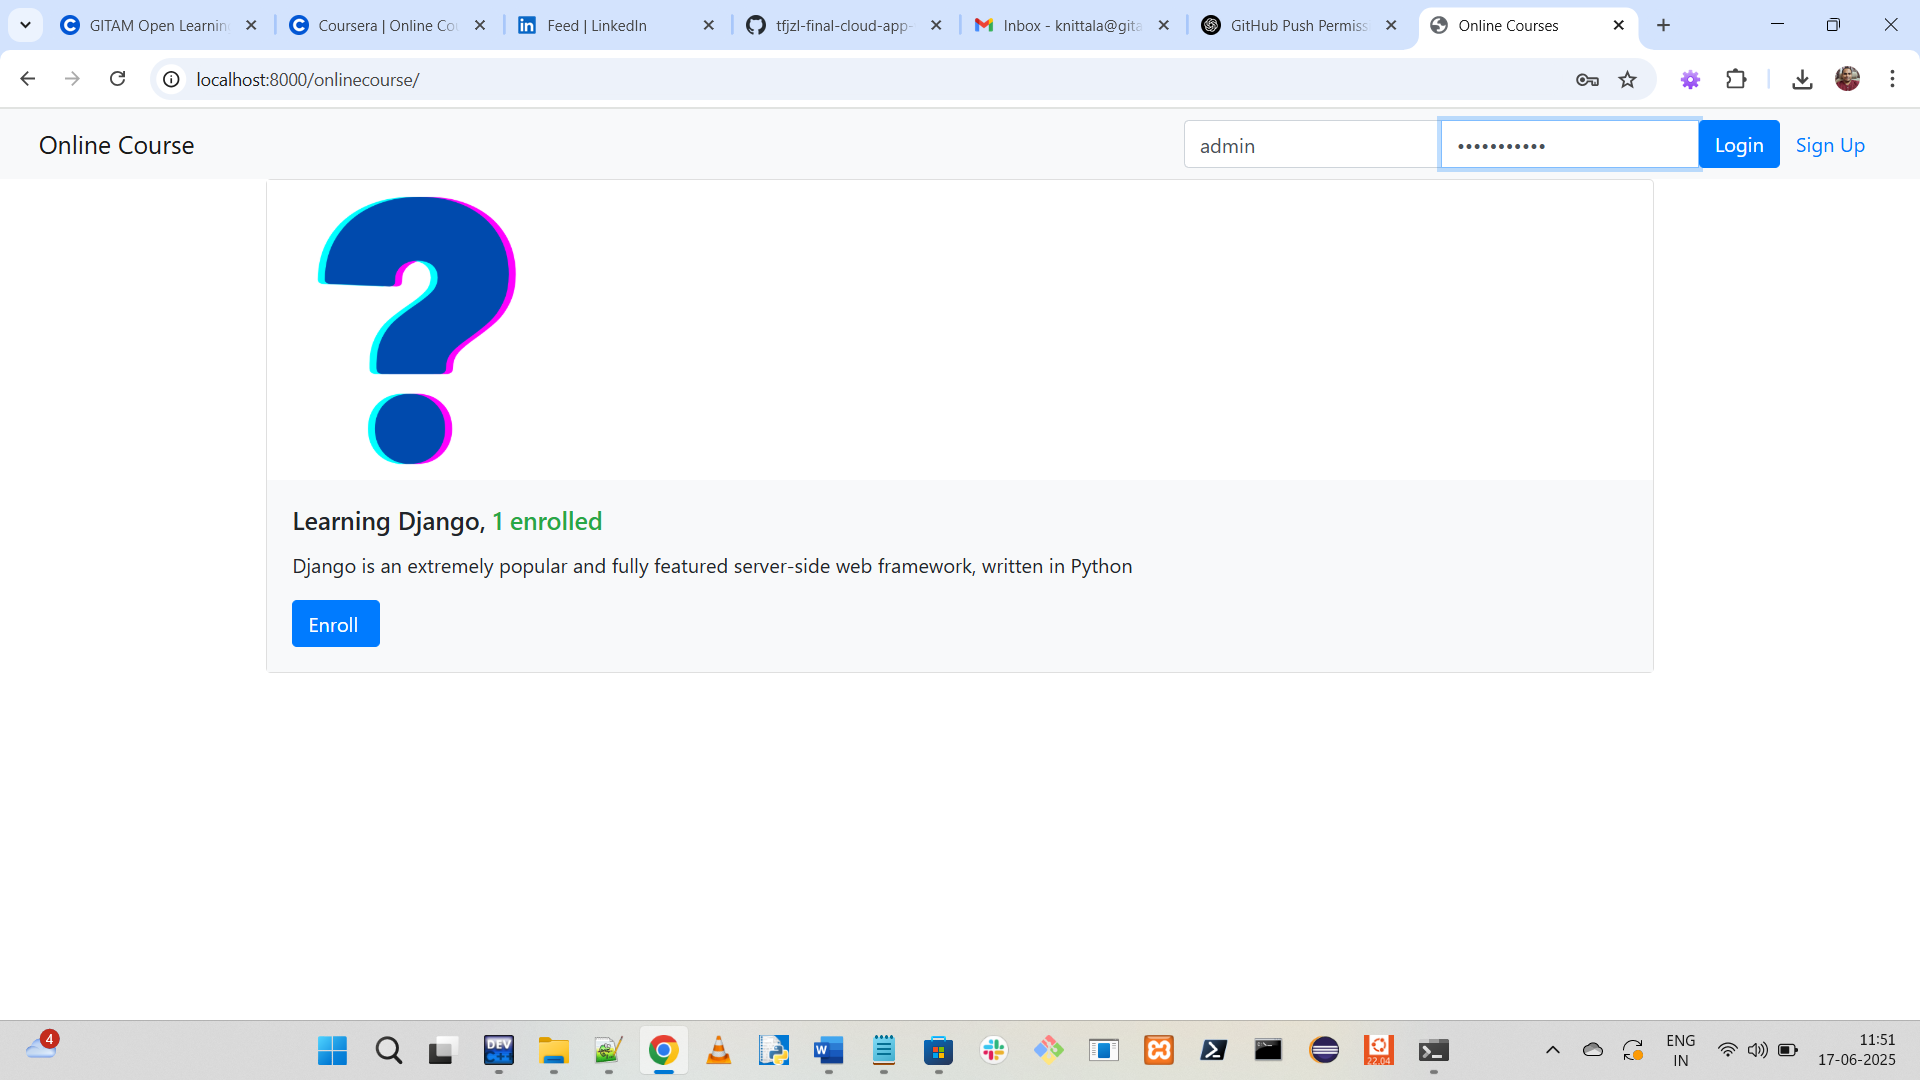 GITAM Open Learnin
Coursera | Online Co
Feed | LinkedIn
tfjzl-final-cloud-app-
Inbox - knittala@gita
GitHub Push Permiss
Online Courses
localhost:8000/onlinecourse/
Online Course
admin
Login
Sign Up
Learning Django, 1 enrolled
Django is an extremely popular and fully featured server-side web framework, written in Python
Enroll
4
DEV
C++
W
22.04
ENG
IN
11:51
17-06-2025